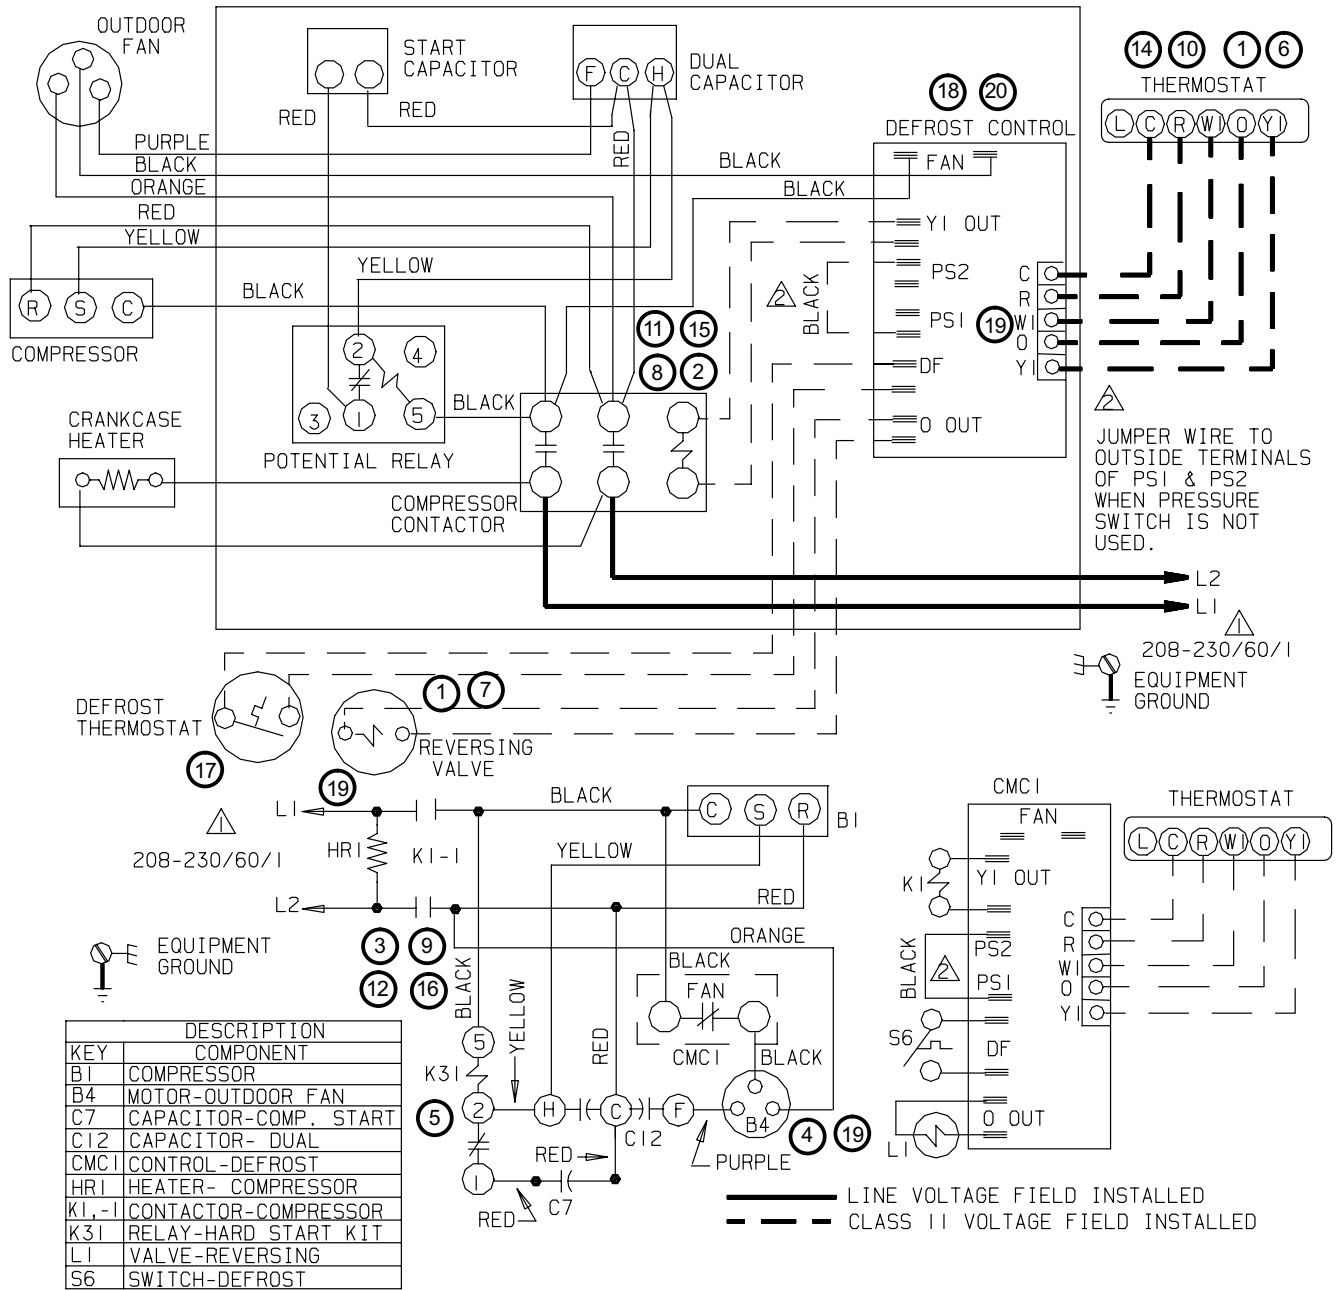 OUTDOOR
FAN
START
CAPACITOR
F C H
DUAL
CAPACITOR
14 10 1 6
THERMOSTAT
L C R W1 O Y1
18 20
DEFROST CONTROL
RED
RED
RED
PURPLE
BLACK
ORANGE
RED
YELLOW
BLACK
BLACK
FAN
Y1 OUT
YELLOW
BLACK
R S C
COMPRESSOR
11 15
8 2
2
BLACK
PS2
PS1
19
C
R
W1
O
Y1
DF
O OUT
2 4
3 1 5
BLACK
POTENTIAL RELAY
CRANKCASE
HEATER
COMPRESSOR
CONTACTOR
2
JUMPER WIRE TO
OUTSIDE TERMINALS
OF PS1 & PS2
WHEN PRESSURE
SWITCH IS NOT
USED.
L2
L1
1
208-230/60/1
EQUIPMENT
GROUND
DEFROST
THERMOSTAT
17
1 7
REVERSING
VALVE
19
L1
1
208-230/60/1
HR1
K1-1
L2
BLACK
C S R
B1
YELLOW
RED
ORANGE
EQUIPMENT
GROUND
3 9
12 16
BLACK
YELLOW
RED
BLACK
FAN
CMC1
BLACK
5
K31
5
2
1
H C F
C12
B4
4 19
PURPLE
RED
RED
C7
CMC1
FAN
THERMOSTAT
L C R W1 O Y1
K1
Y1 OUT
PS2
BLACK
2
PS1
S6
DF
O OUT
L1
C
R
W1
O
Y1
LINE VOLTAGE FIELD INSTALLED
CLASS II VOLTAGE FIELD INSTALLED
DESCRIPTION
KEY COMPONENT
B1 COMPRESSOR
B4 MOTOR-OUTDOOR FAN
C7 CAPACITOR-COMP. START
C12 CAPACITOR- DUAL
CMC1 CONTROL-DEFROST
HR1 HEATER- COMPRESSOR
K1,-1 CONTACTOR-COMPRESSOR
K31 RELAY-HARD START KIT
L1 VALVE-REVERSING
S6 SWITCH-DEFROST